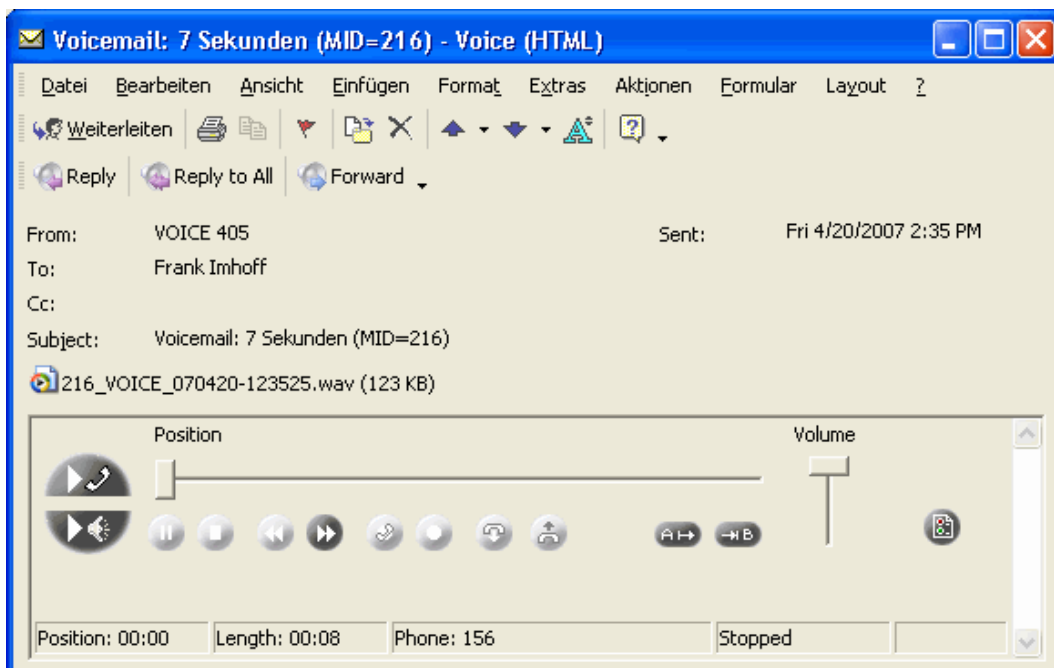 Voicemail: 7 Sekunden (MID=216) - Voice (HTML)
Datei Bearbeiten Ansicht Einfügen Format Extras Aktionen Formular Layout ?
Weiterleiten
Reply Reply to All Forward
From: VOICE 405 Sent: Fri 4/20/2007 2:35 PM
To: Frank Imhoff
Cc:
Subject: Voicemail: 7 Sekunden (MID=216)
216_VOICE_070420-123525.wav (123 KB)
Position Volume
A B
Position: 00:00 Length: 00:08 Phone: 156 Stopped